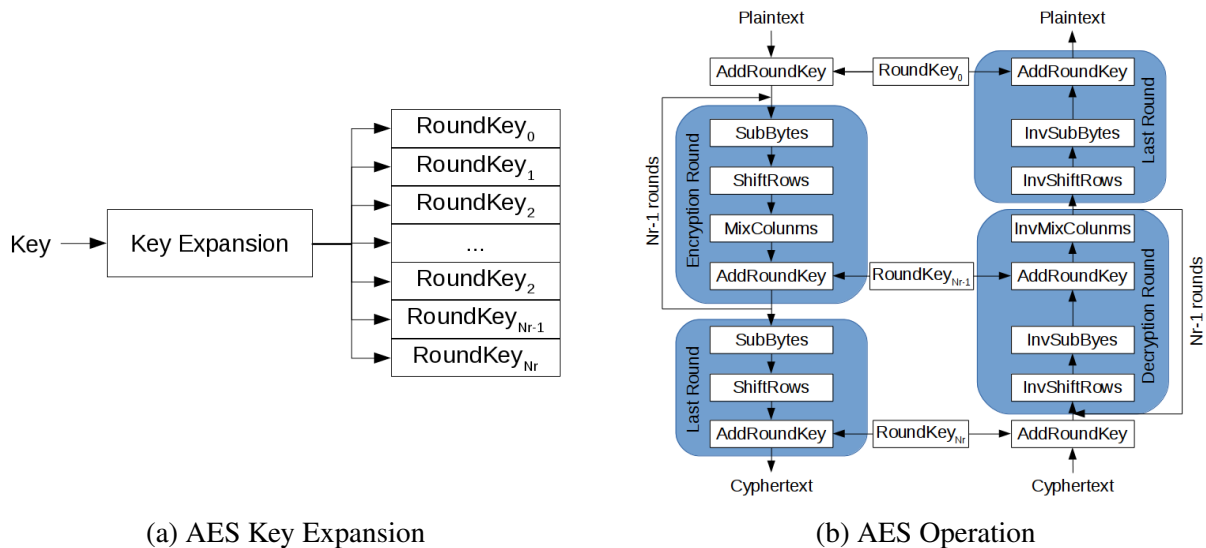 Key
Key Expansion
RoundKey0
RoundKey1
RoundKey2
...
RoundKey2
RoundKeyNr-1
RoundKeyNr
(a) AES Key Expansion
Plaintext
AddRoundKey
Nr-1 rounds
Encryption Round
SubBytes
ShiftRows
MixColunms
AddRoundKey
Last Round
SubBytes
ShiftRows
AddRoundKey
Cyphertext
RoundKey0
RoundKeyNr-1
RoundKeyNr
Plaintext
AddRoundKey
InvSubBytes
InvShiftRows
Last Round
InvMixColunms
AddRoundKey
InvSubByes
InvShiftRows
Decryption Round
Nr-1 rounds
AddRoundKey
Cyphertext
(b) AES Operation